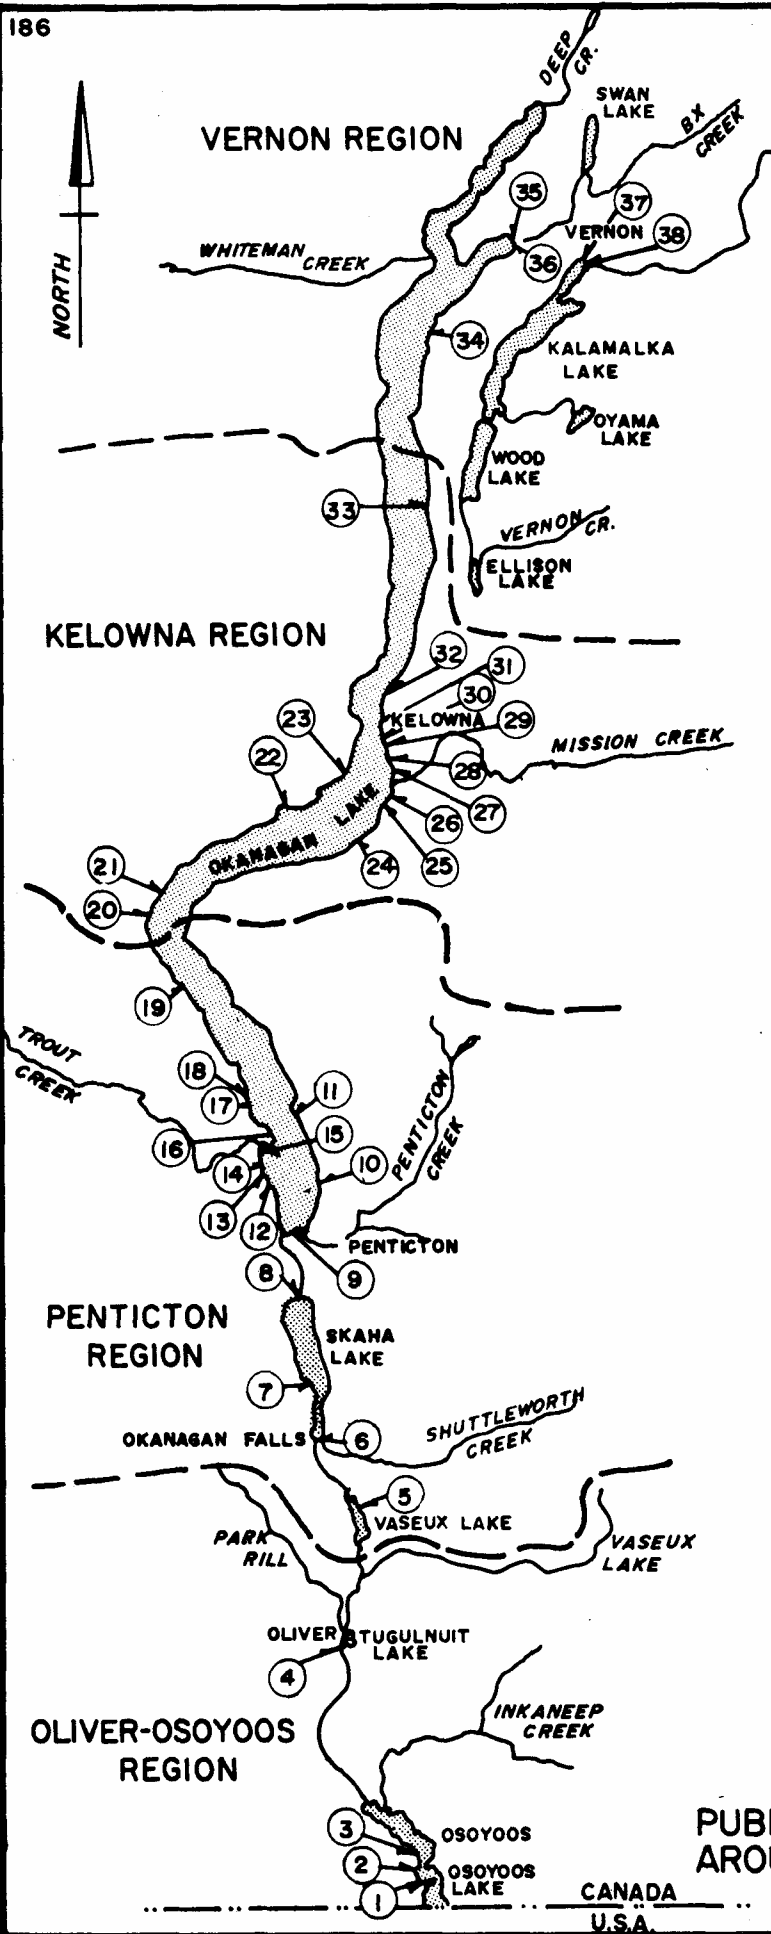 186
DEEP
CR.
SWAN
LAKE
BX
CREEK
VERNON REGION
35
37
WHITEMAN
CREEK
VERNON
38
36
NORTH
34
KALAMALKA
LAKE
OYAMA
LAKE
WOOD
LAKE
33
VERNON CR.
ELLISON
LAKE
KELOWNA REGION
32
31
30
23
KELOWNA
29
22
MISSION CREEK
28
27
26
OKANAGAN LAKE
21
24
25
20
19
TROUT
CREEK
18
17
11
PENTICTON
CREEK
16
15
14
10
13
12
PENTICTON
8
9
PENTICTON
REGION
SKAHA
LAKE
7
SHUTTLEWORTH
CREEK
OKANAGAN FALLS
6
5
VASEUX LAKE
PARK
RILL
VASEUX
LAKE
OLIVER
TUGULNUIT
LAKE
4
INKANEEP
CREEK
OLIVER-OSOYOOS
REGION
3
OSOYOOS
PUBI
AROU
2
OSOYOOS
LAKE
1
CANADA
U.S.A.